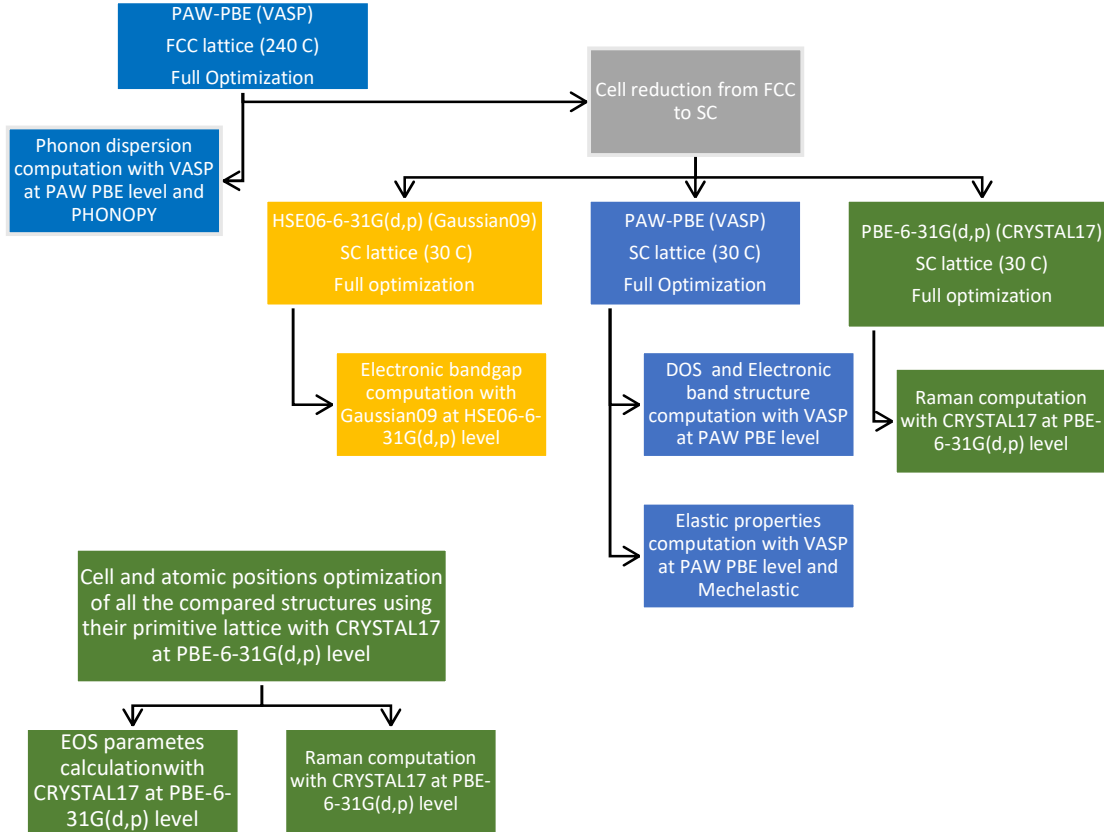 PAW-PBE (VASP)
FCC lattice (240 C)
Full Optimization
Cell reduction from FCC
to SC
Phonon dispersion
computation with VASP
at PAW PBE level and
PHONOPY
HSE06-6-31G(d,p) (Gaussian09)
SC lattice (30 C)
Full optimization
PAW-PBE (VASP)
SC lattice (30 C)
Full Optimization
PBE-6-31G(d,p) (CRYSTAL17)
SC lattice (30 C)
Full optimization
Electronic bandgap
computation with
Gaussian09 at HSE06-6-
31G(d,p) level
DOS and Electronic
band structure
computation with VASP
at PAW PBE level
Raman computation
with CRYSTAL17 at PBE-
6-31G(d,p) level
Elastic properties
computation with VASP
at PAW PBE level and
Mechelastic
Cell and atomic positions optimization
of all the compared structures using
their primitive lattice with CRYSTAL17
at PBE-6-31G(d,p) level
EOS parametes
calculationwith
CRYSTAL17 at PBE-6-
31G(d,p) level
Raman computation
with CRYSTAL17 at PBE-
6-31G(d,p) level